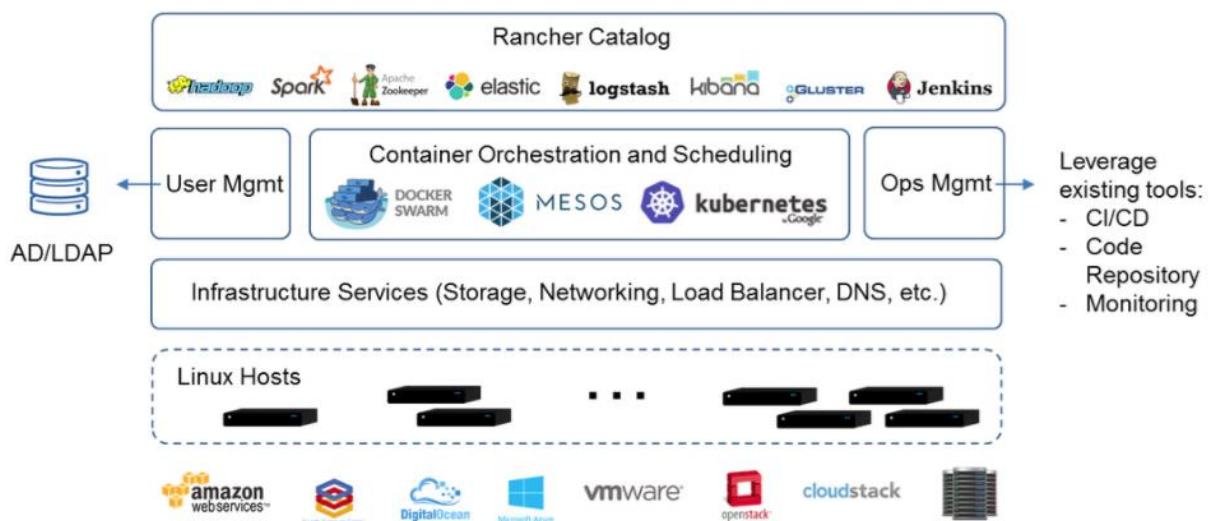 Rancher Catalog
hadoop Spark Apache Zookeeper elastic logstash kibana GLUSTER Jenkins
User Mgmt
Container Orchestration and Scheduling
DOCKER SWARM MESOS kubernetes by Google
Ops Mgmt
AD/LDAP
Leverage
existing tools:
- CI/CD
- Code
Repository
- Monitoring
Infrastructure Services (Storage, Networking, Load Balancer, DNS, etc.)
Linux Hosts
...
amazon webservices™ DigitalOcean Microsoft Azure vmware® openstack™ cloudstack